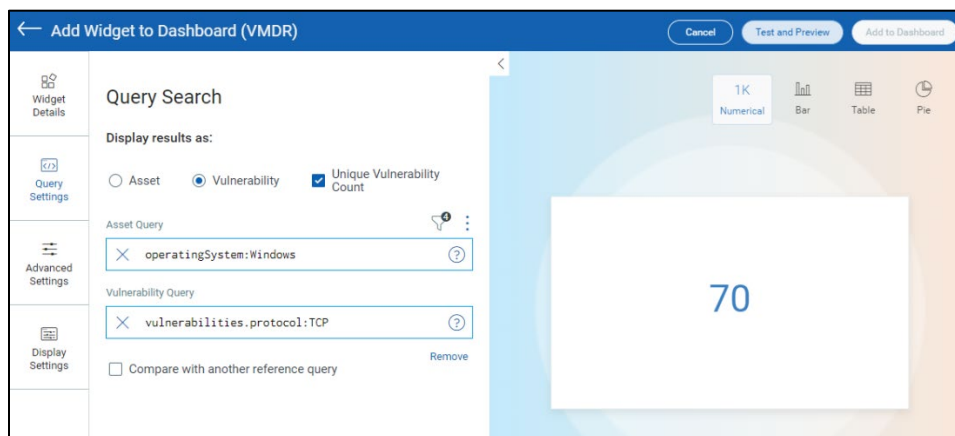 Add Widget to Dashboard (VMDR)
Cancel
Test and Preview
Add to Dashboard
Widget
Details
Query
Settings
Advanced
Settings
Display
Settings
Query Search
Display results as:
Asset
Vulnerability
Unique Vulnerability
Count
Asset Query
4
operatingSystem:Windows
?
Vulnerability Query
vulnerabilities.protocol:TCP
?
Remove
Compare with another reference query
1K
Numerical
Bar
Table
Pie
70